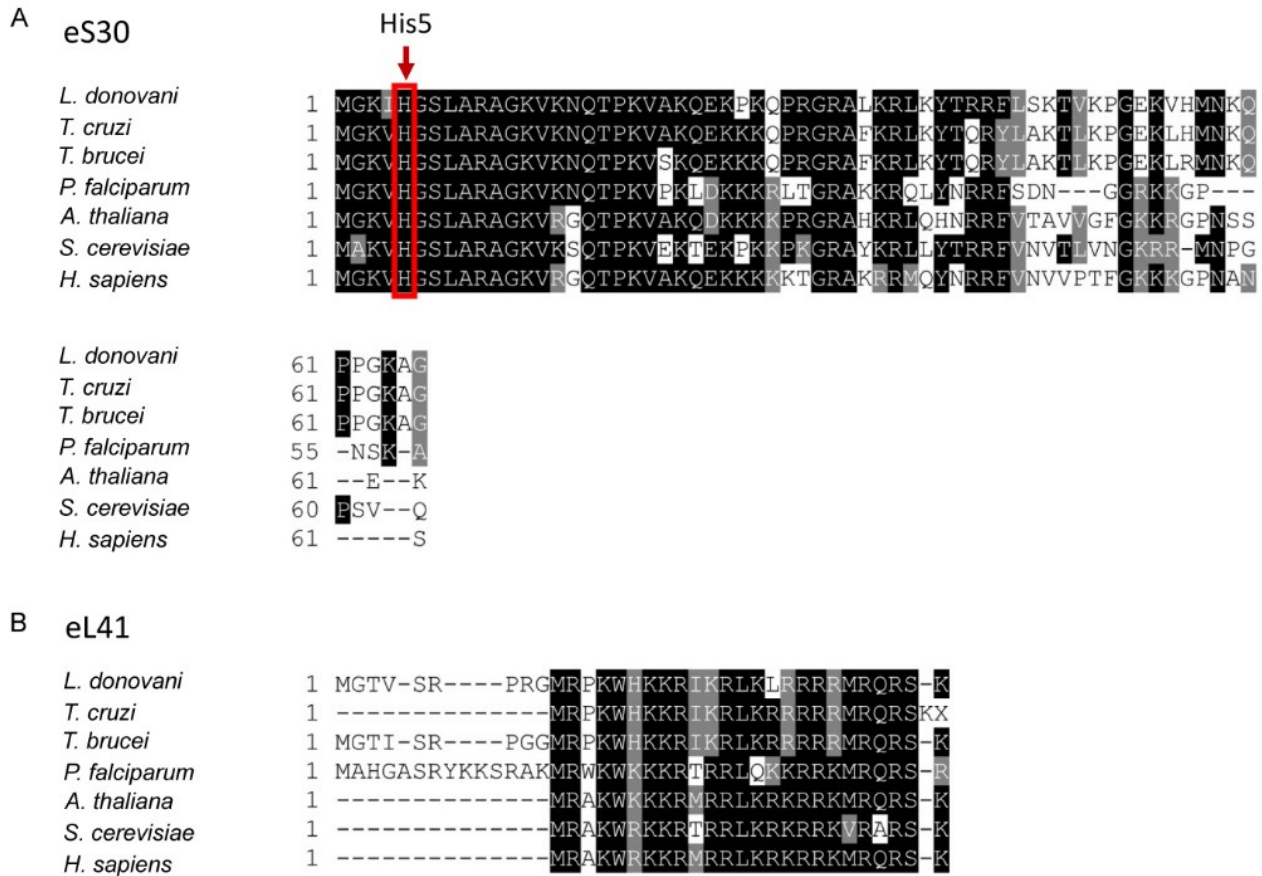 A eS30
His5
L. donovani 1 MGKIHGSLARAGKVKNQTPKVAKQEKPKQPRGRALKRLKYTRRFLSKTVKPGEKVHMNKQ
T. cruzi 1 MGKVHGSLARAGKVKNQTPKVAKQEKKKQPRGRAFKRLKYTQRYLAKTLKPGEKLHMNKQ
T. brucei 1 MGKVHGSLARAGKVKNQTPKVSKQEKKKQPRGRAFKRLKYTQRYLAKTLKPGEKLRMNKQ
P. falciparum 1 MGKVHGSLARAGKVKNQTPKVPKLDKKKRLTGRAKKRQLYNRRFSDN---GGRKKGP---
A. thaliana 1 MGKVHGSLARAGKVRGQTPKVAKQDKKKKPRGRAHKRLQHNRRFVTAVVGFGKKRGPNSS
S. cerevisiae 1 MAKVHGSLARAGKVKSQTPKVEKTEKPKKPKGRAYKRLLYTRRFVNVTLVNGKRR-MNPG
H. sapiens 1 MGKVHGSLARAGKVRGQTPKVAKQEKKKKKTGRAKRRMQYNRRFVNVVPTFGKKKGPNAN
L. donovani 61 PPGKAG
T. cruzi 61 PPGKAG
T. brucei 61 PPGKAG
P. falciparum 55 -NSK-A
A. thaliana 61 --E--K
S. cerevisiae 60 PSV--Q
H. sapiens 61 -----S
B eL41
L. donovani 1 MGTV-SR----PRGMRPKWHKKRIKRLKLRRRRMRQRS-K
T. cruzi 1 --------------MRPKWHKKRIKRLKRRRRRMRQRSKX
T. brucei 1 MGTI-SR----PGGMRPKWHKKRIKRLKRRRRRMRQRS-K
P. falciparum 1 MAHGASRYKKSRAKMRWKWKKKRTRRLQKKRRKMRQRS-R
A. thaliana 1 --------------MRAKWKKKRMRRLKRKRRKMRQRS-K
S. cerevisiae 1 --------------MRAKWRKKRTRRLKRKRRKVRARS-K
H. sapiens 1 --------------MRAKWRKKRMRRLKRKRRKMRQRS-K